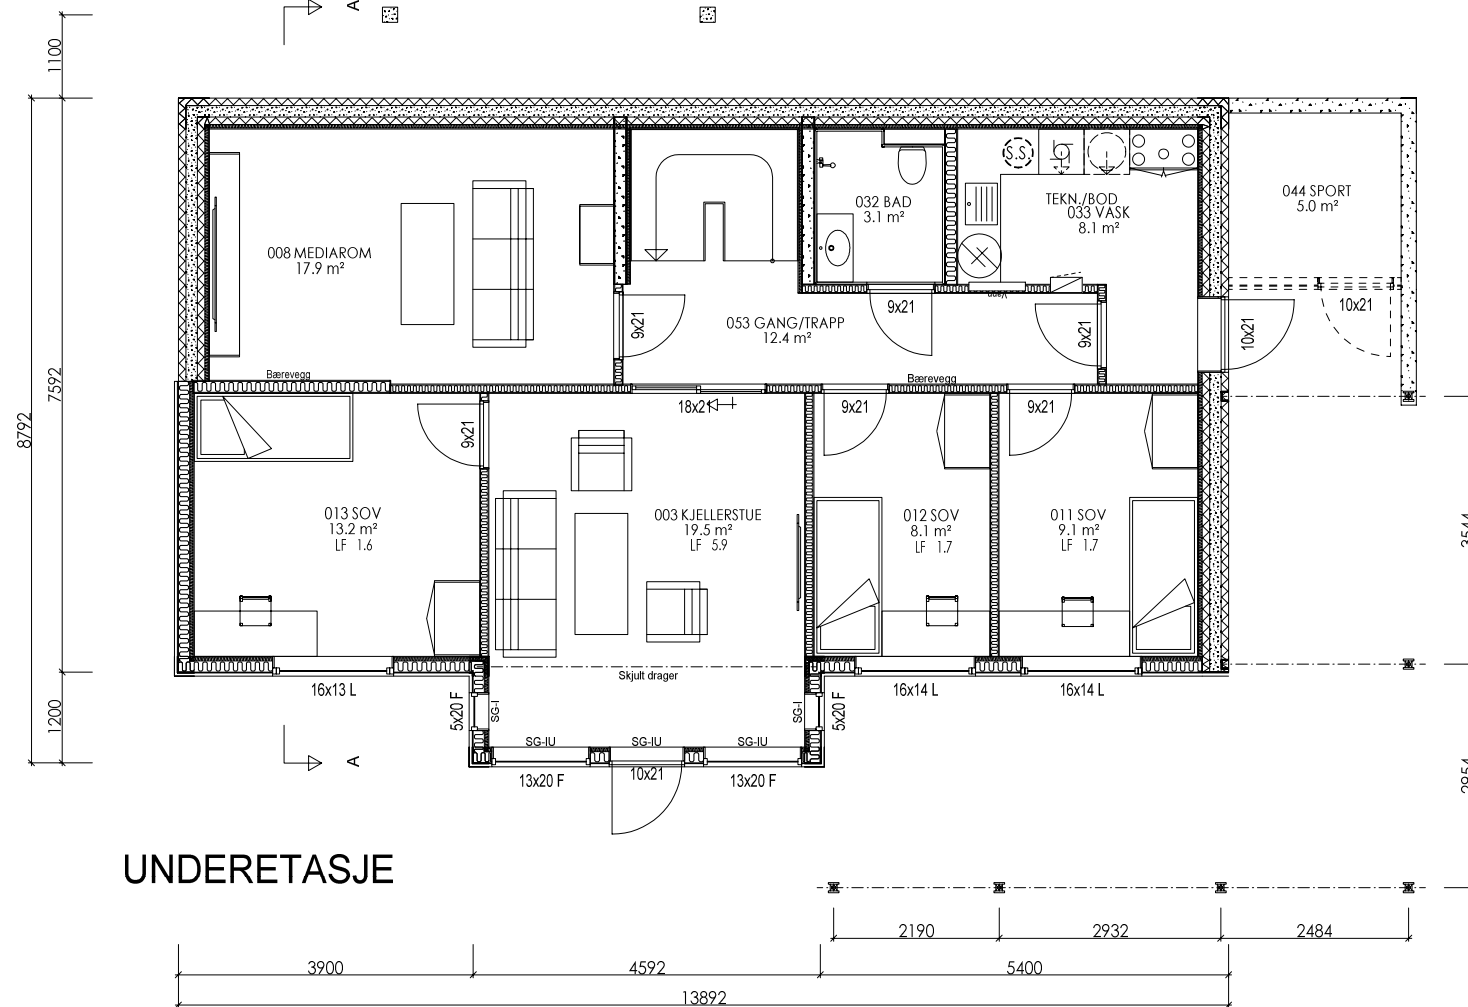 A
1100
8792
7592
1200
008 MEDIAROM
17.9 m²
Bærevegg
9x21
053 GANG/TRAPP
12.4 m²
032 BAD
3.1 m²
9x21
S.S.
TEKN./BOD
033 VASK
8.1 m²
9x21
10x21
044 SPORT
5.0 m²
10x21
Bærevegg
18x21
9x21
9x21
9x21
013 SOV
13.2 m²
LF 1.6
003 KJELLERSTUE
19.5 m²
LF 5.9
012 SOV
8.1 m²
LF 1.7
011 SOV
9.1 m²
LF 1.7
3544
Skjult drager
16x13 L
5x20 F
SG-I
SG-I
5x20 F
16x14 L
16x14 L
SG-IU
SG-IU
SG-IU
13x20 F
10x21
13x20 F
A
2954
UNDERETASJE
2190
2932
2484
3900
4592
5400
13892